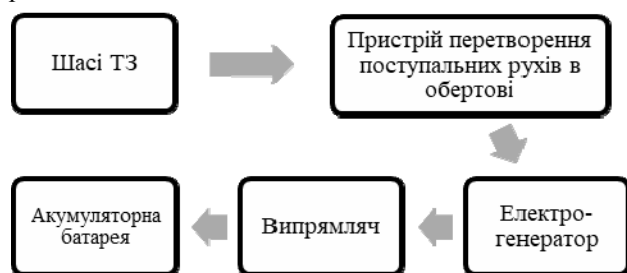 Шасі ТЗ
Пристрій перетворення
поступальних рухів в
обертові
Акумуляторна
батарея
Випрямляч
Електро-
генератор